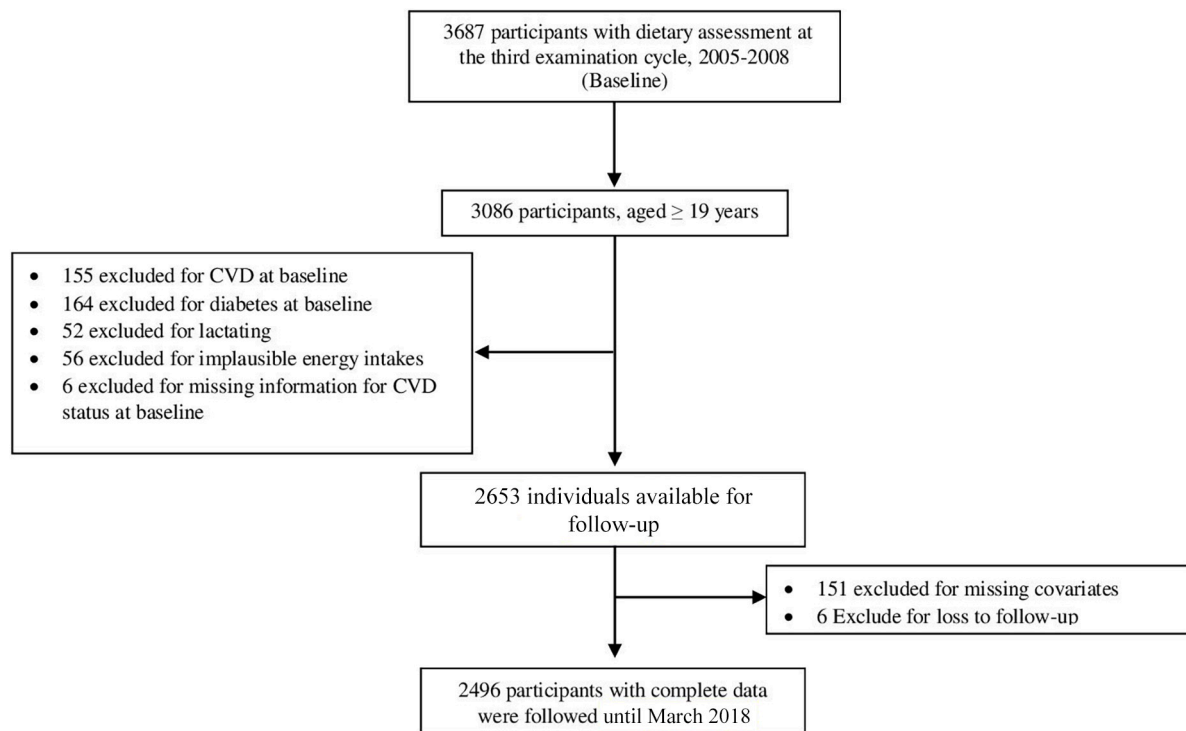 3687 participants with dietary assessment at
the third examination cycle, 2005-2008
(Baseline)
3086 participants, aged ≥ 19 years
• 155 excluded for CVD at baseline
• 164 excluded for diabetes at baseline
• 52 excluded for lactating
• 56 excluded for implausible energy intakes
• 6 excluded for missing information for CVD
status at baseline
2653 individuals available for
follow-up
• 151 excluded for missing covariates
• 6 Exclude for loss to follow-up
2496 participants with complete data
were followed until March 2018